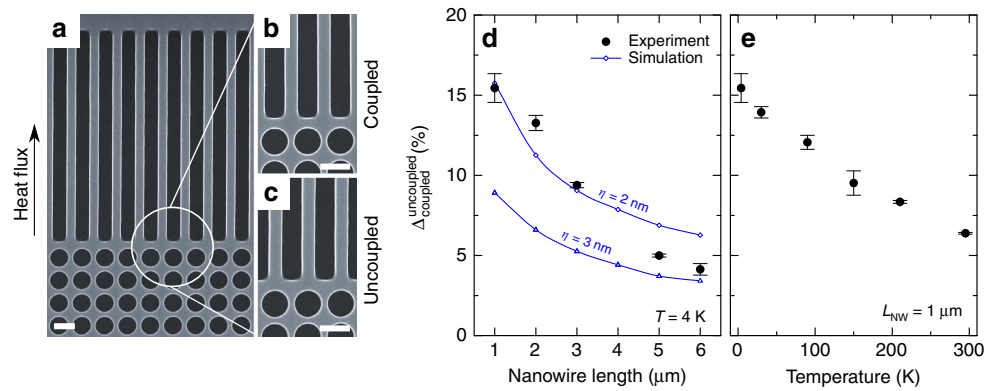 a
Heat flux
b
Coupled
c
Uncoupled
d
Experiment
Simulation
Δ uncoupled coupled (%)
20
15
10
5
0
η = 2 nm
η = 3 nm
T = 4 K
1 2 3 4 5 6
Nanowire length (μm)
e
L_NW = 1 μm
0 100 200 300
Temperature (K)